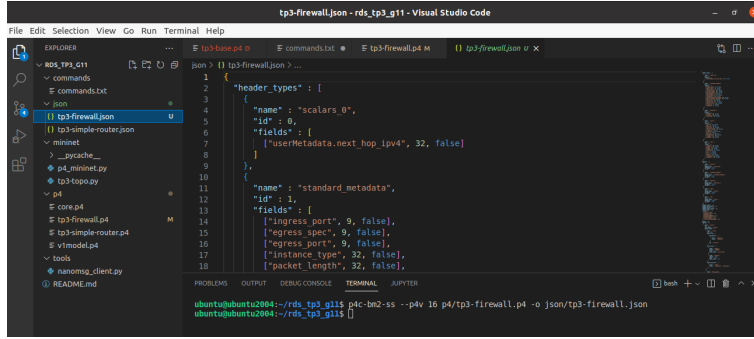 tp3-firewall.json - rds_tp3_g11 - Visual Studio Code
File Edit Selection View Go Run Terminal Help
EXPLORER
RDS_TP3_G11
commands
commands.txt
json
tp3-firewall.json U
tp3-simple-router.json
mininet
__pycache__
p4_mininet.py
tp3-topo.py
p4
core.p4
tp3-firewall.p4 M
tp3-simple-router.p4
v1model.p4
tools
nanomsg_client.py
README.md
tp3-base.p4 commands.txt tp3-firewall.p4 M tp3-firewall.json U
json > {} tp3-firewall.json > ...
1 {
2 "header_types" : [
3 {
4 "name" : "scalars_0",
5 "id" : 0,
6 "fields" : [
7 ["userMetadata.next_hop_ipv4", 32, false]
8 ]
9 },
10 {
11 "name" : "standard_metadata",
12 "id" : 1,
13 "fields" : [
14 ["ingress_port", 9, false],
15 ["egress_spec", 9, false],
16 ["egress_port", 9, false],
17 ["instance_type", 32, false],
18 ["packet_length", 32, false],
PROBLEMS OUTPUT DEBUG CONSOLE TERMINAL JUPYTER bash
ubuntu@ubuntu2004:~/rds_tp3_g11$ p4c-bm2-ss --p4v 16 p4/tp3-firewall.p4 -o json/tp3-firewall.json
ubuntu@ubuntu2004:~/rds_tp3_g11$